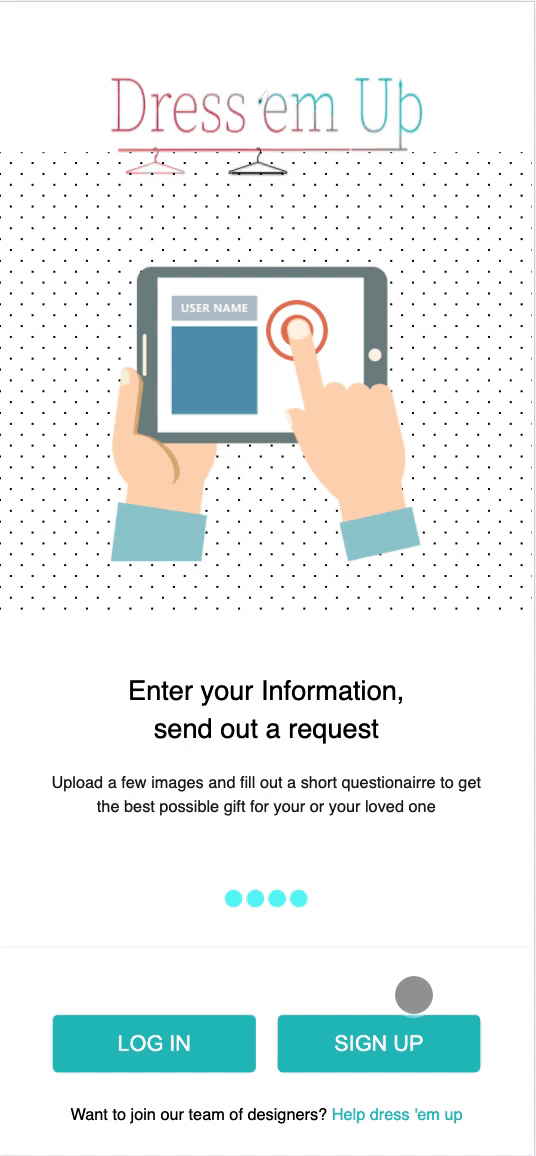 Dress 'em Up
USER NAME
Enter your Information,
send out a request
Upload a few images and fill out a short questionairre to get
the best possible gift for your or your loved one
LOG IN
SIGN UP
Want to join our team of designers? Help dress 'em up